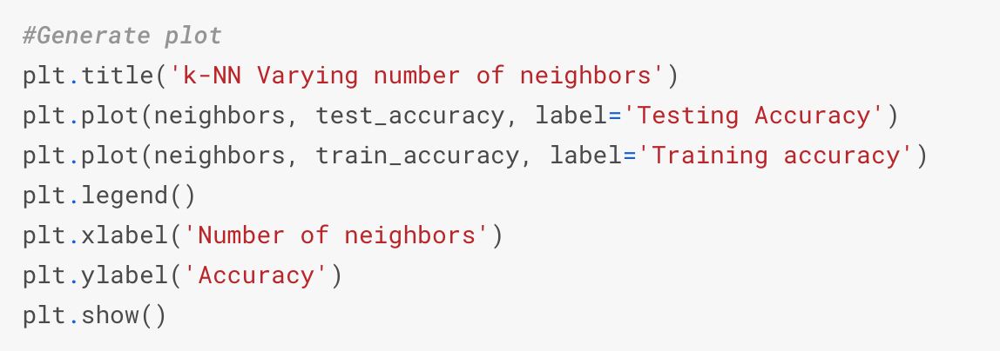 #Generate plot
plt.title('k-NN Varying number of neighbors')
plt.plot(neighbors, test_accuracy, label='Testing Accuracy')
plt.plot(neighbors, train_accuracy, label='Training accuracy')
plt.legend()
plt.xlabel('Number of neighbors')
plt.ylabel('Accuracy')
plt.show()